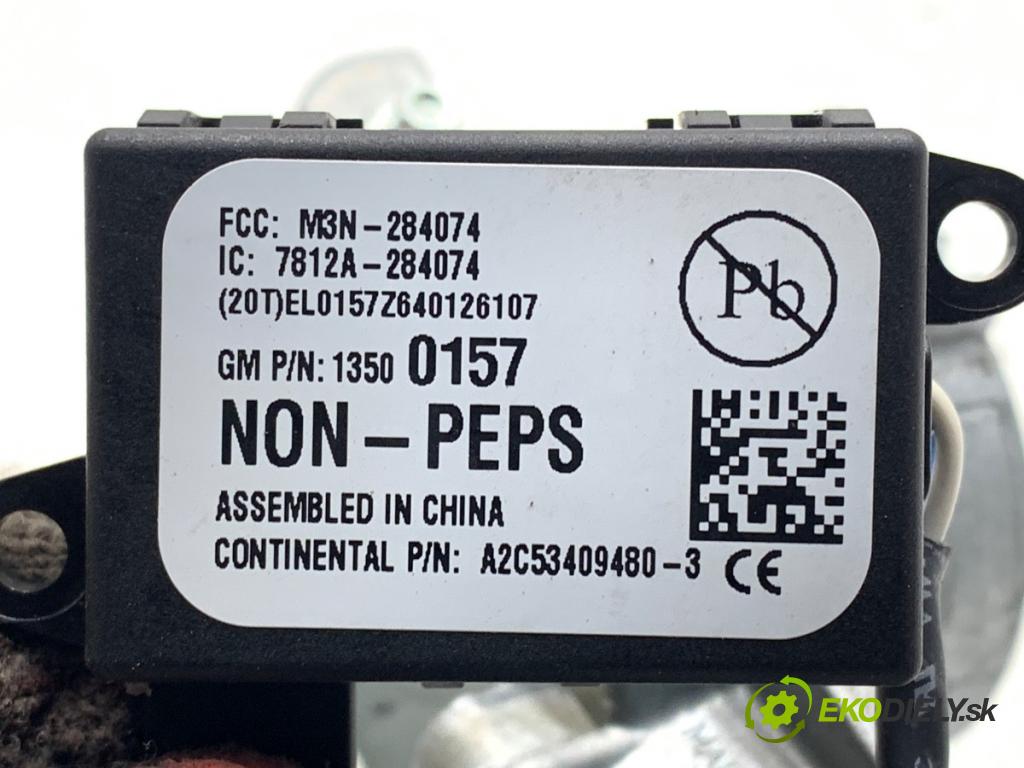 FCC: M3N-284074
IC: 7812A-284074
(20T)EL0157Z640126107
GM P/N: 1350 0157
NON-PEPS
ASSEMBLED IN CHINA
CONTINENTAL P/N: A2C53409480-3 CE
Pb
EKODIELY.sk